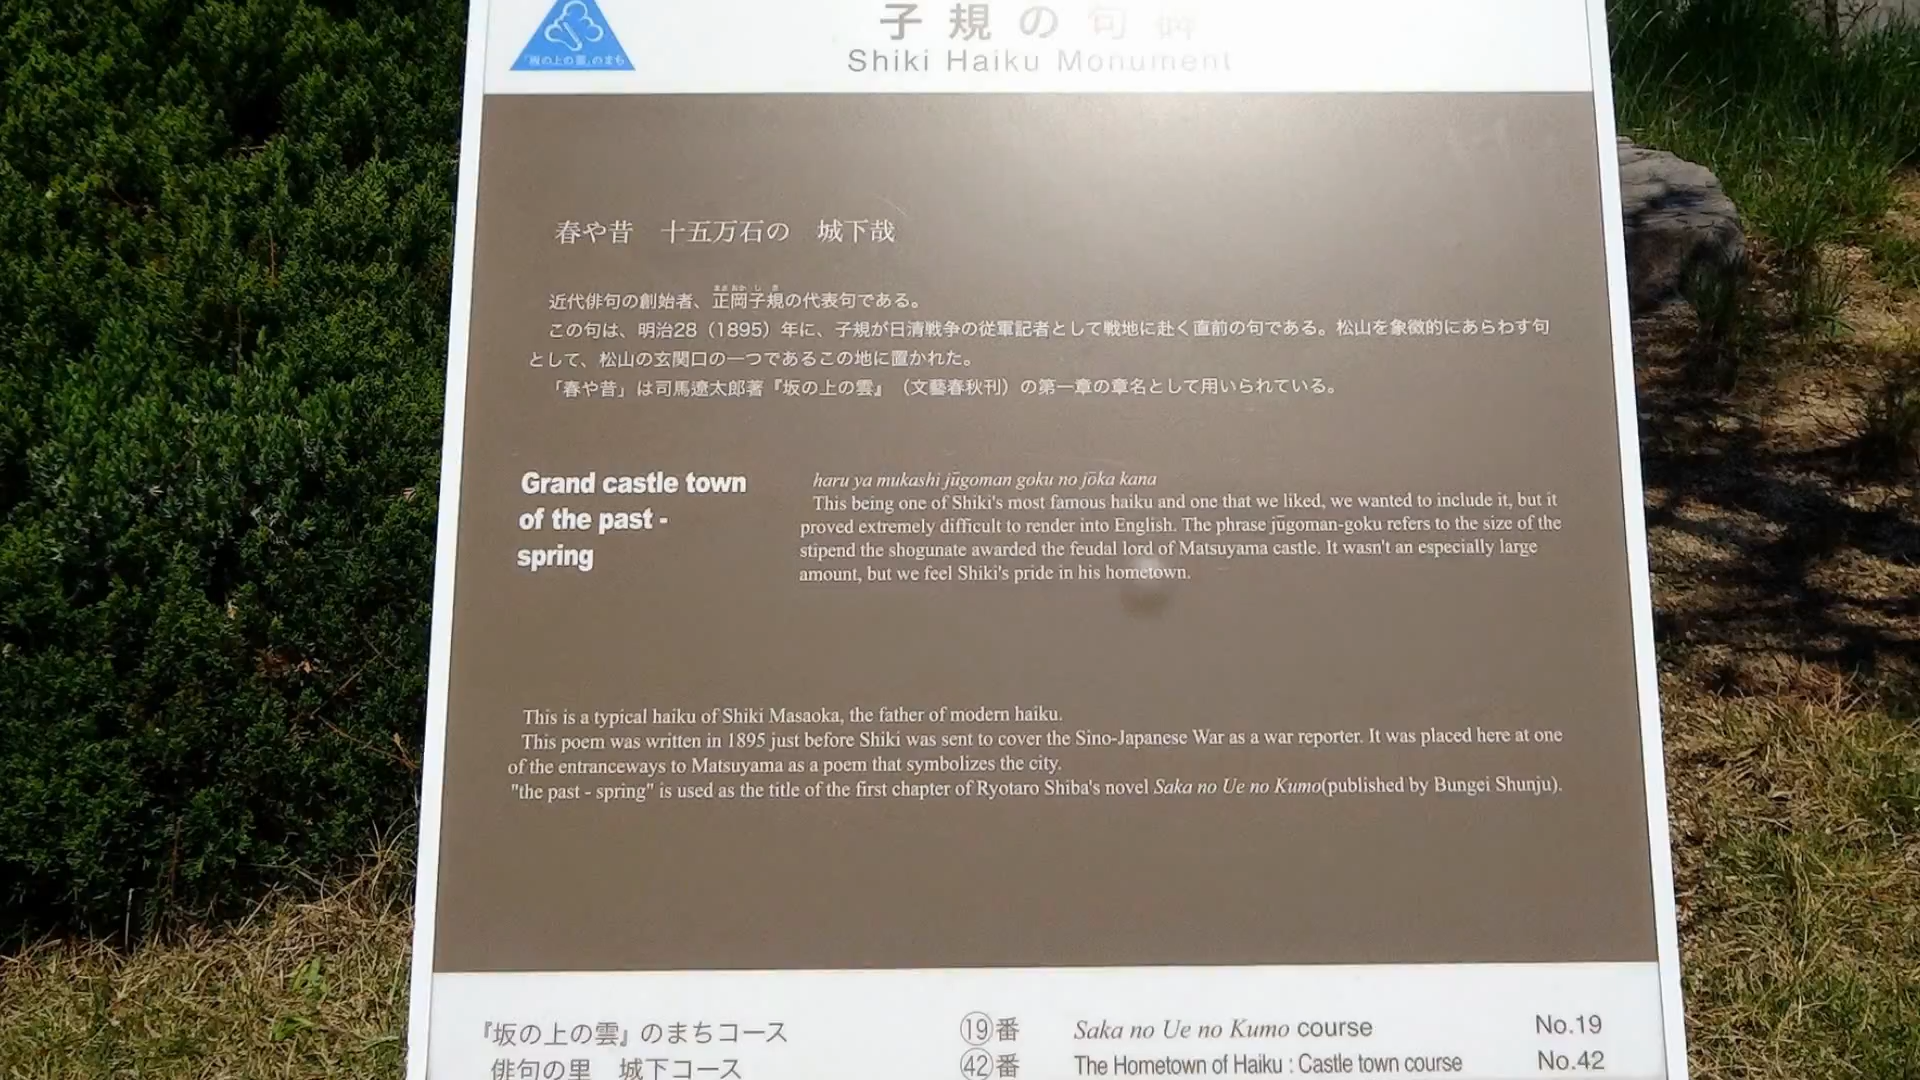 『坂の上の雲』のまち
子規の句碑
Shiki Haiku Monument
春や昔　十五万石の　城下哉
近代俳句の創始者、正岡子規の代表句である。
この句は、明治28（1895）年に、子規が日清戦争の従軍記者として戦地に赴く直前の句である。松山を象徴的にあらわす句
として、松山の玄関口の一つであるこの地に置かれた。
「春や昔」は司馬遼太郎著『坂の上の雲』（文藝春秋刊）の第一章の章名として用いられている。
Grand castle town
of the past -
spring
haru ya mukashi jūgoman goku no jōka kana
This being one of Shiki's most famous haiku and one that we liked, we wanted to include it, but it
proved extremely difficult to render into English. The phrase jūgoman-goku refers to the size of the
stipend the shogunate awarded the feudal lord of Matsuyama castle. It wasn't an especially large
amount, but we feel Shiki's pride in his hometown.
This is a typical haiku of Shiki Masaoka, the father of modern haiku.
This poem was written in 1895 just before Shiki was sent to cover the Sino-Japanese War as a war reporter. It was placed here at one
of the entranceways to Matsuyama as a poem that symbolizes the city.
"the past - spring" is used as the title of the first chapter of Ryotaro Shiba's novel Saka no Ue no Kumo(published by Bungei Shunju).
『坂の上の雲』のまちコース　⑲番　Saka no Ue no Kumo course　No.19
俳句の里　城下コース　㊷番　The Hometown of Haiku : Castle town course　No.42